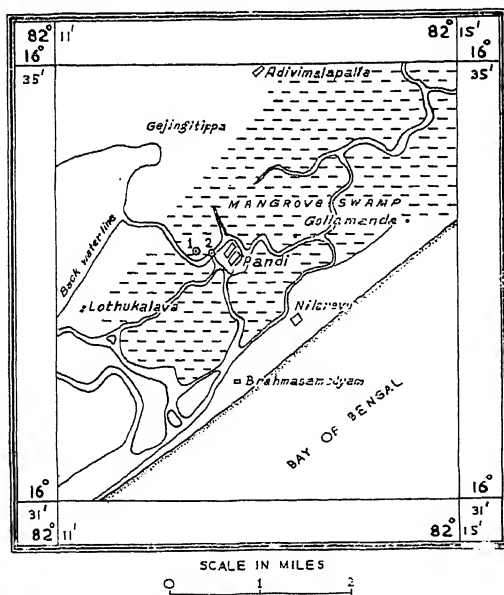 82° 11' 82° 15'
16° 35' 16° 35'
Adivimalapalla
Gejingitippa
MANGROVE SWAMP
Gollamanda
1 2
Pandi
Back waterline
Lothukalava
Nilarevu
Brahmasamedyam
BAY OF BENGAL
16° 31' 16° 31'
82° 11' 82° 15'
SCALE IN MILES
0 1 2